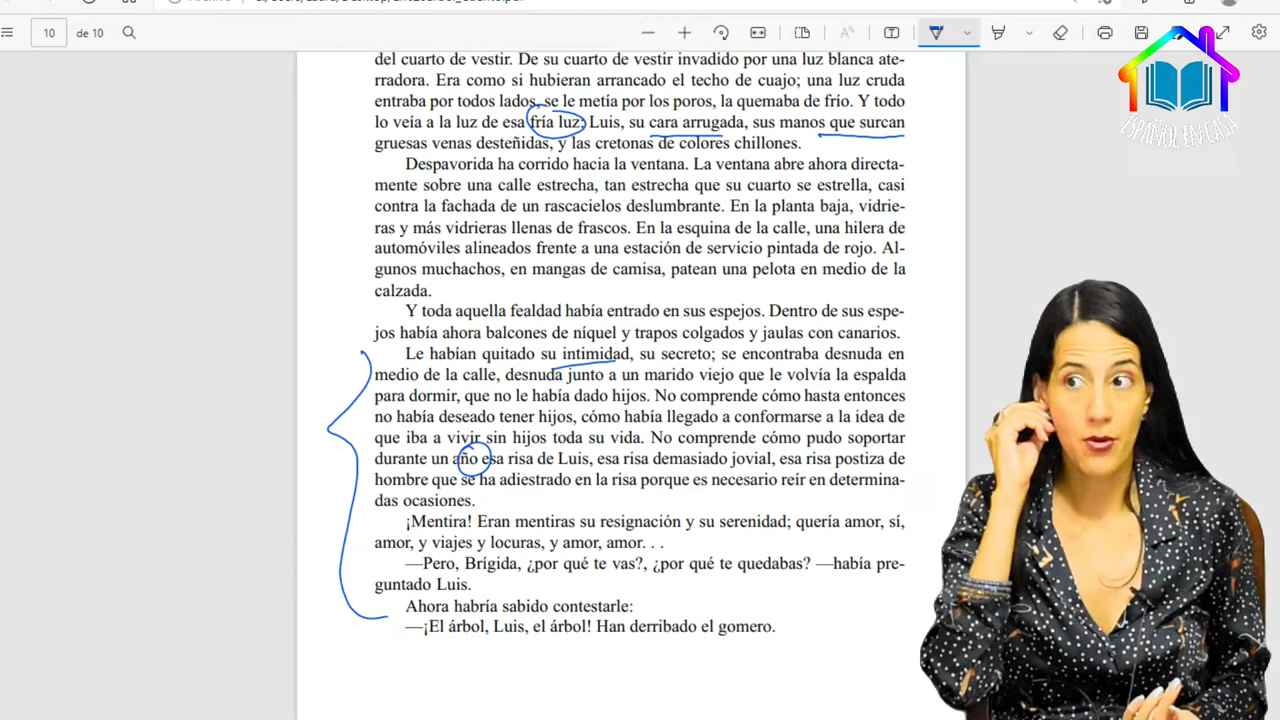 10
de 10
del cuarto de vestir. De su cuarto de vestir invadido por una luz blanca ate-
rradora. Era como si hubieran arrancado el techo de cuajo; una luz cruda
entraba por todos lados, se le metía por los poros, la quemaba de frío. Y todo
lo veía a la luz de esa fría luz; Luis, su cara arrugada, sus manos que surcan
gruesas venas desteñidas, y las cretonas de colores chillones.
Despavorida ha corrido hacia la ventana. La ventana abre ahora directa-
mente sobre una calle estrecha, tan estrecha que su cuarto se estrella, casi
contra la fachada de un rascacielos deslumbrante. En la planta baja, vidrie-
ras y más vidrieras llenas de frascos. En la esquina de la calle, una hilera de
automóviles alineados frente a una estación de servicio pintada de rojo. Al-
gunos muchachos, en mangas de camisa, patean una pelota en medio de la
calzada.
Y toda aquella fealdad había entrado en sus espejos. Dentro de sus espe-
jos había ahora balcones de níquel y trapos colgados y jaulas con canarios.
Le habían quitado su intimidad, su secreto; se encontraba desnuda en
medio de la calle, desnuda junto a un marido viejo que le volvía la espalda
para dormir, que no le había dado hijos. No comprende cómo hasta entonces
no había deseado tener hijos, cómo había llegado a conformarse a la idea de
que iba a vivir sin hijos toda su vida. No comprende cómo pudo soportar
durante un año esa risa de Luis, esa risa demasiado jovial, esa risa postiza de
hombre que se ha adiestrado en la risa porque es necesario reír en determina-
das ocasiones.
¡Mentira! Eran mentiras su resignación y su serenidad; quería amor, sí,
amor, y viajes y locuras, y amor, amor. . .
—Pero, Brígida, ¿por qué te vas?, ¿por qué te quedabas? —había pre-
guntado Luis.
Ahora habría sabido contestarle:
—¡El árbol, Luis, el árbol! Han derribado el gomero.
ESPAÑOL EN CASA